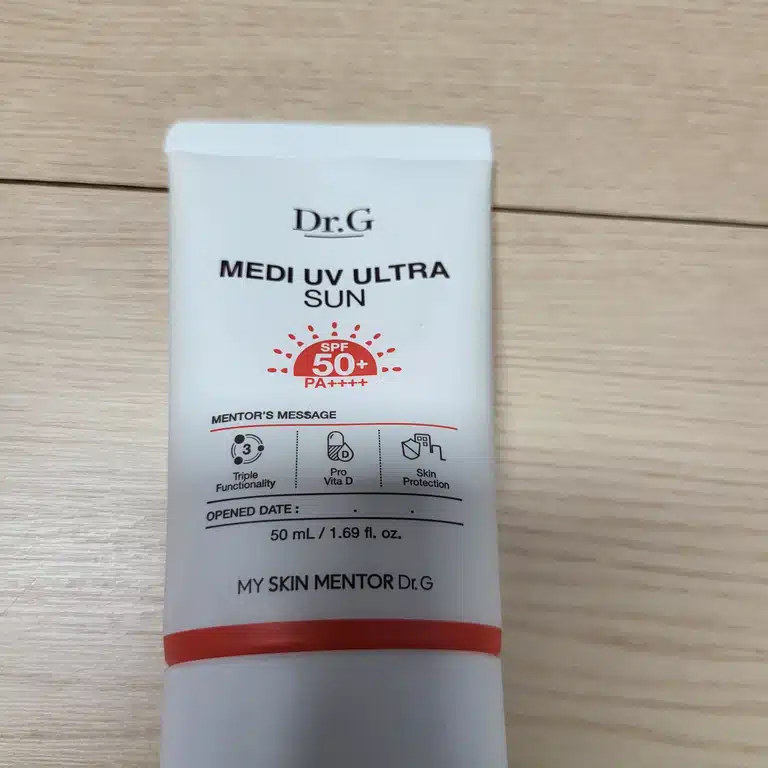 Dr.G
MEDI UV ULTRA
SUN
SPF
50+
PA++++
MENTOR'S MESSAGE
3
D
Triple
Functionality
Pro
Vita D
Skin
Protection
OPENED DATE : . .
50 mL / 1.69 fl. oz.
MY SKIN MENTOR Dr.G